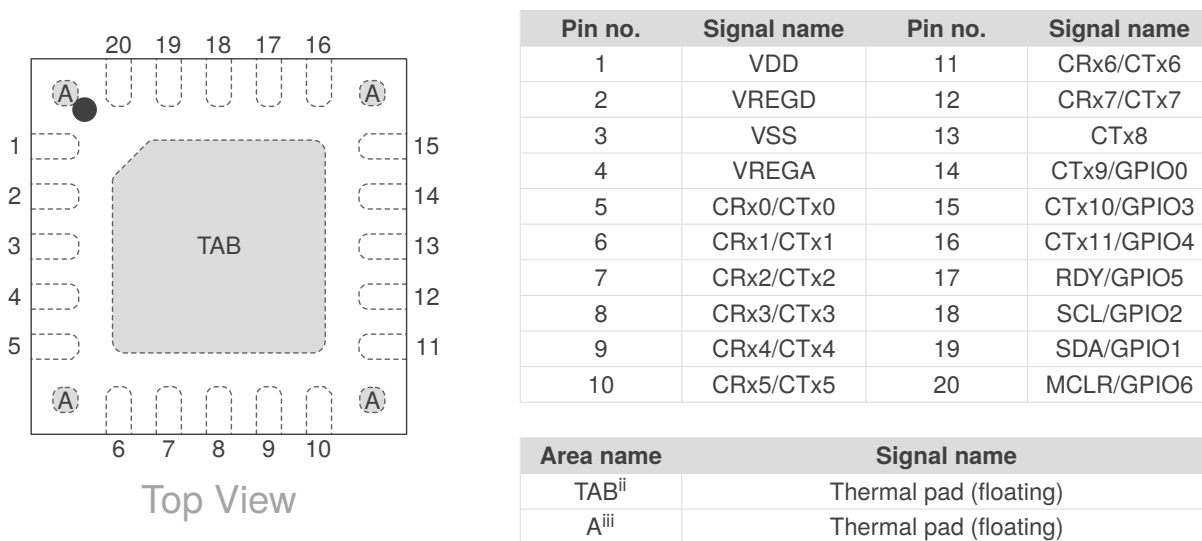 20 19 18 17 16
A A
1 15
2 14
3 TAB 13
4 12
5 11
A A
6 7 8 9 10
Top View
Pin no. Signal name Pin no. Signal name
1 VDD 11 CRx6/CTx6
2 VREGD 12 CRx7/CTx7
3 VSS 13 CTx8
4 VREGA 14 CTx9/GPIO0
5 CRx0/CTx0 15 CTx10/GPIO3
6 CRx1/CTx1 16 CTx11/GPIO4
7 CRx2/CTx2 17 RDY/GPIO5
8 CRx3/CTx3 18 SCL/GPIO2
9 CRx4/CTx4 19 SDA/GPIO1
10 CRx5/CTx5 20 MCLR/GPIO6
Area name Signal name
TABii Thermal pad (floating)
Aiii Thermal pad (floating)